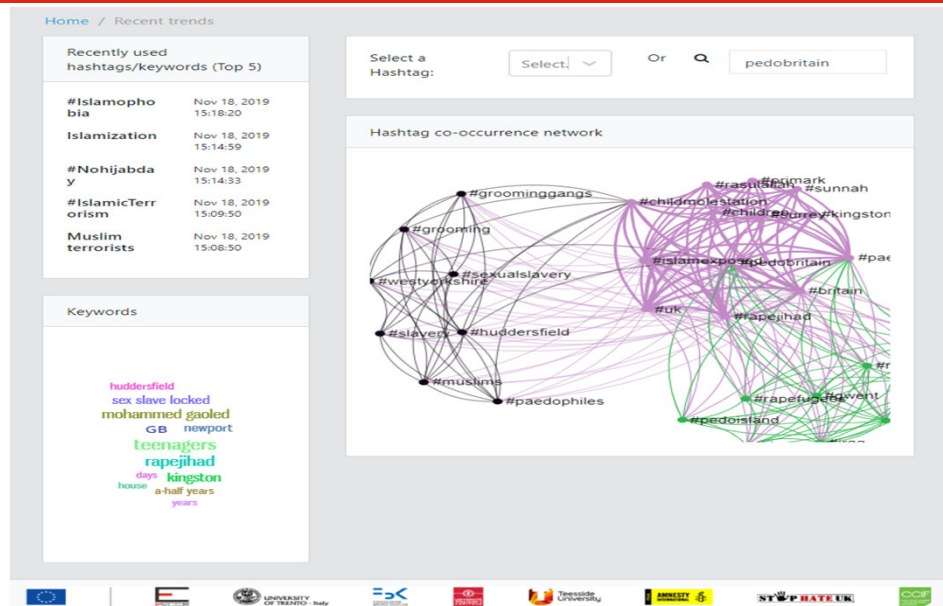 Home / Recent trends
Recently used
hashtags/keywords (Top 5)
#Islamopho
bia
Nov 18, 2019
15:18:20
Islamization
Nov 18, 2019
15:14:59
#Nohijabda
y
Nov 18, 2019
15:14:33
#IslamicTerr
orism
Nov 18, 2019
15:09:50
Muslim
terrorists
Nov 18, 2019
15:08:50
Keywords
huddersfield
sex slave locked
mohammed gaoled
GB newport
teenagers
rapejihad
days kingston
house a-half years
years
Select a
Hashtag:
Select.
Or
pedobritain
Hashtag co-occurrence network
#groominggangs
#grooming
#sexualslavery
#westyorkshire
#slavery
#huddersfield
#muslims
#paedophiles
#primark
#sunnah
#childmolestation
#kingston
#pedobritain
#pae
#britain
#uk
#rapejihad
#rapefugees
#gwent
#pedoisland
UNIVERSITY
OF TRENTO - Italy
Teesside
University
AMNESTY
INTERNATIONAL
STOP HATE UK
CCIF